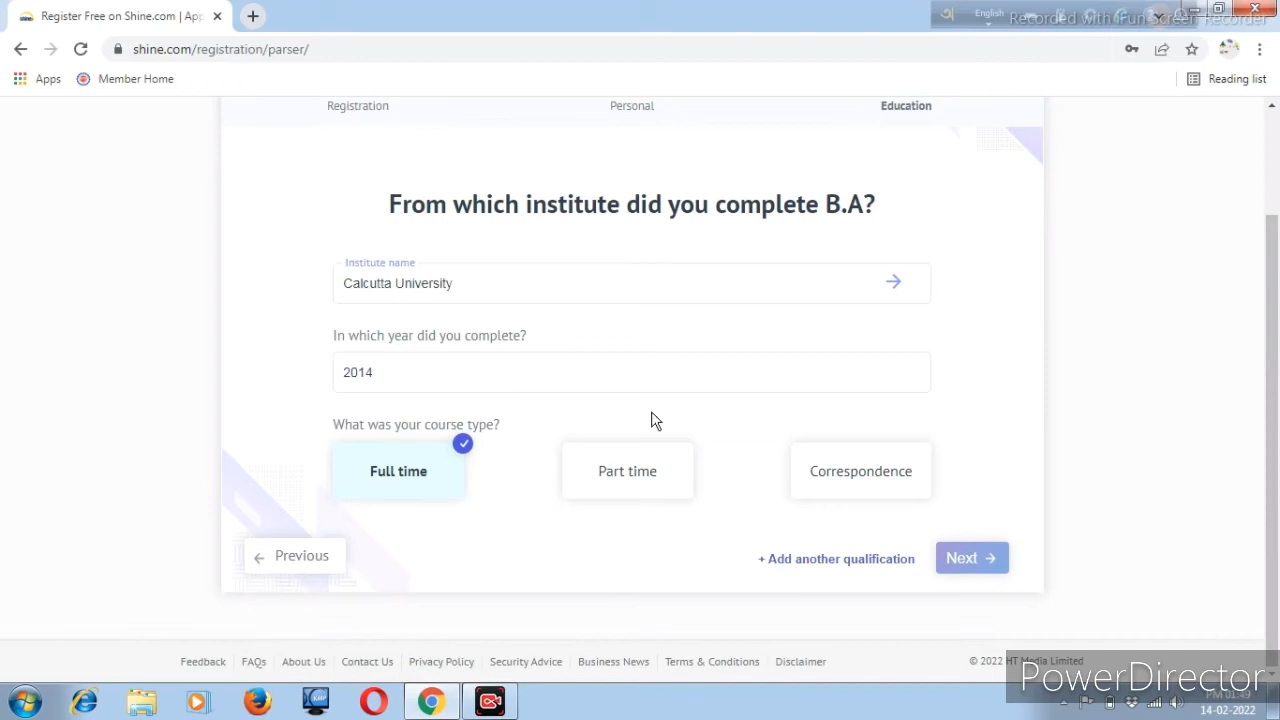 Register Free on Shine.com | App
English
Recorded with iFun Screen Recorder
shine.com/registration/parser/
Apps
Member Home
Reading list
Registration
Personal
Education
From which institute did you complete B.A?
Institute name
Calcutta University
In which year did you complete?
2014
What was your course type?
Full time
Part time
Correspondence
Previous
+ Add another qualification
Next
Feedback
FAQs
About Us
Contact Us
Privacy Policy
Security Advice
Business News
Terms & Conditions
Disclaimer
© 2022 HT Media Limited
PowerDirector
PM 01:49
14-02-2022